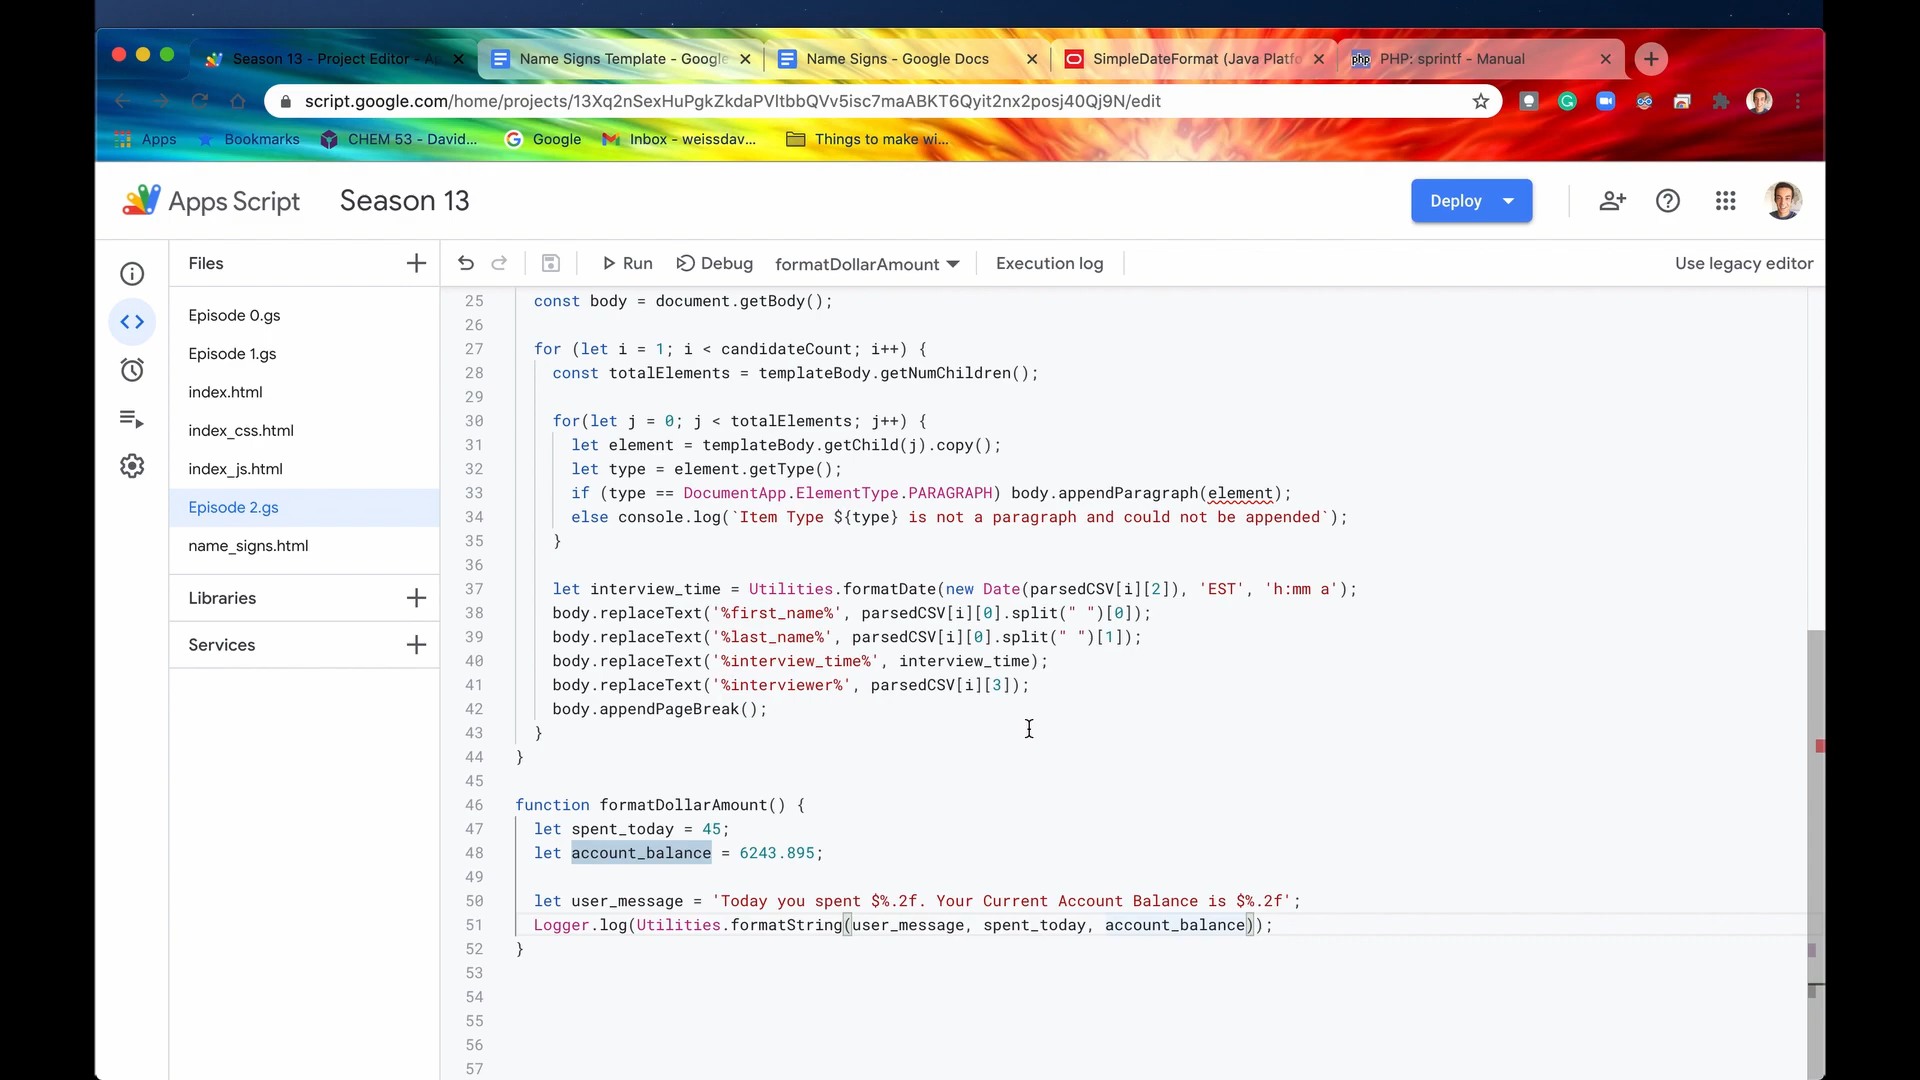 Season 13 - Project Editor - A
Name Signs Template - Google
Name Signs - Google Docs
SimpleDateFormat (Java Platfo
php
PHP: sprintf - Manual
script.google.com/home/projects/13Xq2nSexHuPgkZkdaPVltbbQVv5isc7maABKT6Qyit2nx2posj40Qj9N/edit
Apps
Bookmarks
CHEM 53 - David...
Google
Inbox - weissdav...
Things to make wi...
Apps Script
Season 13
Deploy
Files
Run
Debug
formatDollarAmount
Execution log
Use legacy editor
Episode 0.gs
Episode 1.gs
index.html
index_css.html
index_js.html
Episode 2.gs
name_signs.html
Libraries
Services
25 const body = document.getBody();
26
27 for (let i = 1; i < candidateCount; i++) {
28 const totalElements = templateBody.getNumChildren();
29
30 for(let j = 0; j < totalElements; j++) {
31 let element = templateBody.getChild(j).copy();
32 let type = element.getType();
33 if (type == DocumentApp.ElementType.PARAGRAPH) body.appendParagraph(element);
34 else console.log(`Item Type ${type} is not a paragraph and could not be appended`);
35 }
36
37 let interview_time = Utilities.formatDate(new Date(parsedCSV[i][2]), 'EST', 'h:mm a');
38 body.replaceText('%first_name%', parsedCSV[i][0].split(" ")[0]);
39 body.replaceText('%last_name%', parsedCSV[i][0].split(" ")[1]);
40 body.replaceText('%interview_time%', interview_time);
41 body.replaceText('%interviewer%', parsedCSV[i][3]);
42 body.appendPageBreak();
43 }
44 }
45
46 function formatDollarAmount() {
47 let spent_today = 45;
48 let account_balance = 6243.895;
49
50 let user_message = 'Today you spent $%.2f. Your Current Account Balance is $%.2f';
51 Logger.log(Utilities.formatString(user_message, spent_today, account_balance));
52 }
53
54
55
56
57